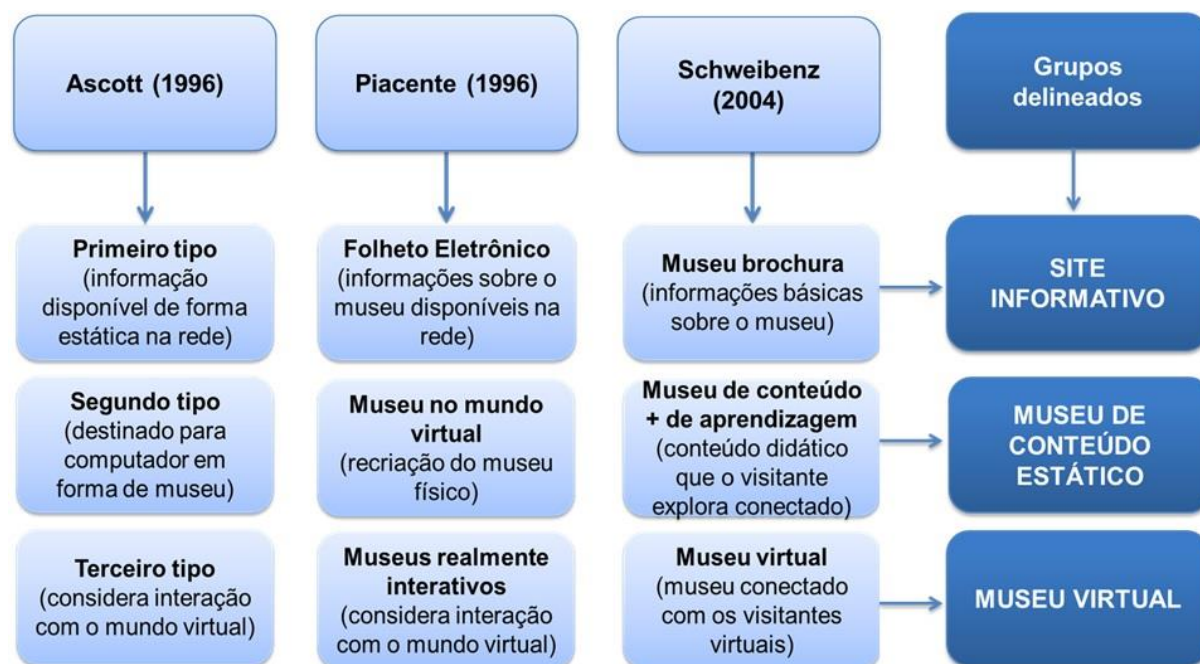 Ascott (1996)
Piacente (1996)
Schweibenz
(2004)
Grupos
delineados
Primeiro tipo
(informação
disponível de forma
estática na rede)
Folheto Eletrônico
(informações sobre o
museu disponíveis na
rede)
Museu brochura
(informações básicas
sobre o museu)
SITE
INFORMATIVO
Segundo tipo
(destinado para
computador em
forma de museu)
Museu no mundo
virtual
(recriação do museu
físico)
Museu de conteúdo
+ de aprendizagem
(conteúdo didático
que o visitante
explora conectado)
MUSEU DE
CONTEÚDO
ESTÁTICO
Terceiro tipo
(considera interação
com o mundo virtual)
Museus realmente
interativos
(considera interação
com o mundo virtual)
Museu virtual
(museu conectado
com os visitantes
virtuais)
MUSEU VIRTUAL